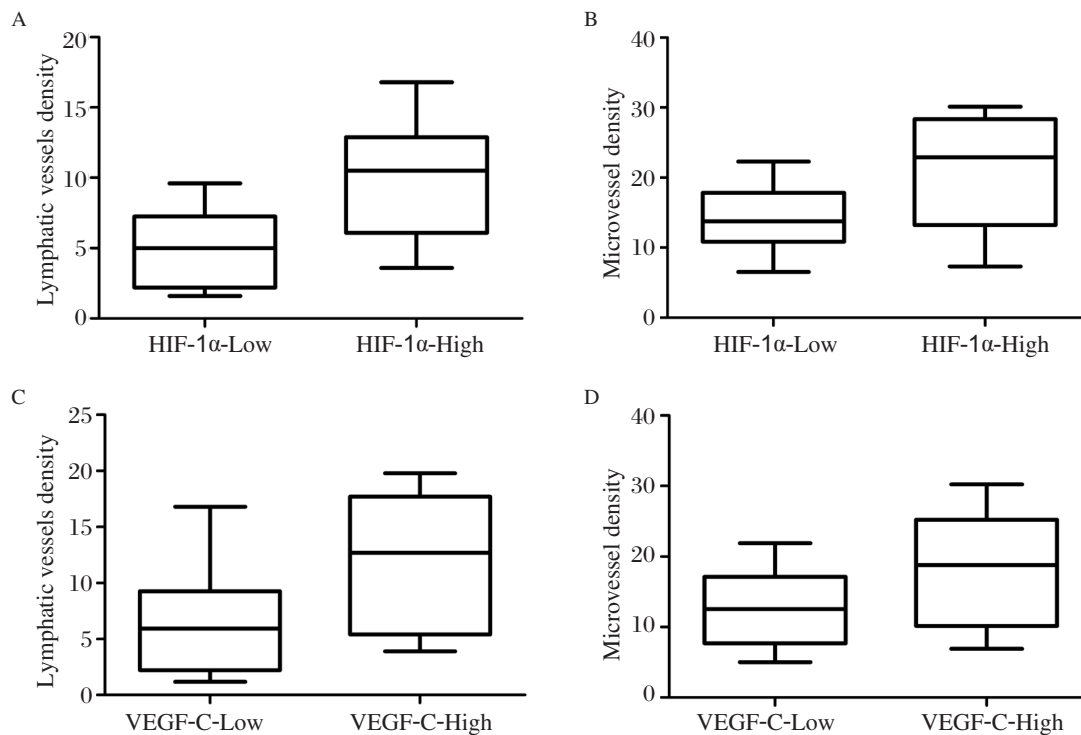 A
Lymphatic vessels density
20
15
10
5
0
HIF-1α-Low HIF-1α-High
B
Microvessel density
40
30
20
10
0
HIF-1α-Low HIF-1α-High
C
Lymphatic vessels density
25
20
15
10
5
0
VEGF-C-Low VEGF-C-High
D
Microvessel density
40
30
20
10
0
VEGF-C-Low VEGF-C-High